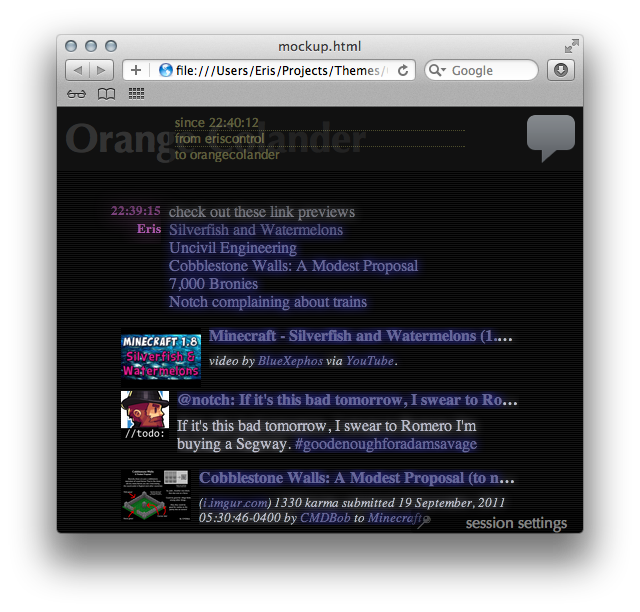 mockup.html
file:///Users/Eris/Projects/Themes/
Google
Orange Colander
since 22:40:12
from eriscontrol
to orangecolander
22:39:15 check out these link previews
Eris Silverfish and Watermelons
Uncivil Engineering
Cobblestone Walls: A Modest Proposal
7,000 Bronies
Notch complaining about trains
MINECRAFT 1.8
Silverfish &
Watermelons
Minecraft - Silverfish and Watermelons (1....
video by BlueXephos via YouTube.
//todo:
@notch: If it's this bad tomorrow, I swear to Ro...
If it's this bad tomorrow, I swear to Romero I'm
buying a Segway. #goodenoughforadamsavage
Cobblestone Walls: A Modest Proposal (to n...
(i.imgur.com) 1330 karma submitted 19 September, 2011
05:30:46-0400 by CMDBob to Minecrafto
session settings